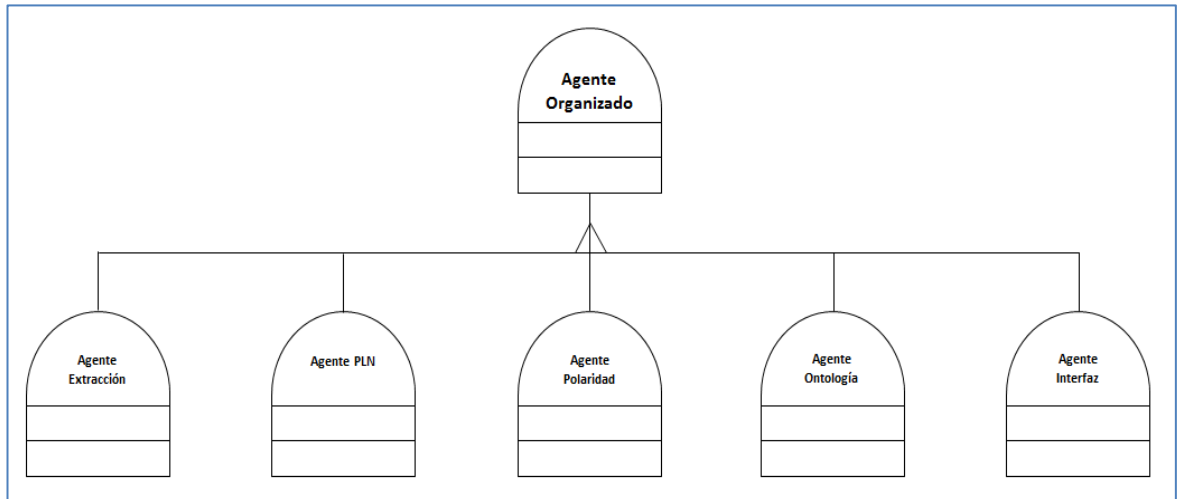 Agente
Organizado
Agente
Extracción
Agente PLN
Agente
Polaridad
Agente
Ontología
Agente
Interfaz